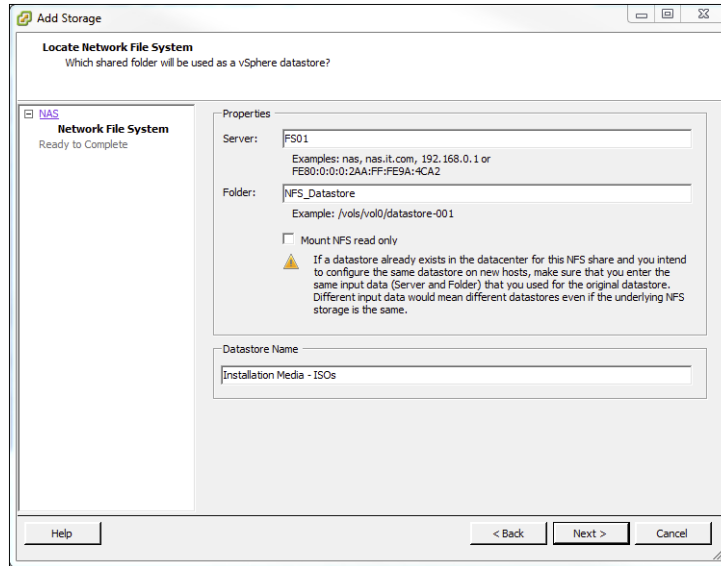 Add Storage
Locate Network File System
Which shared folder will be used as a vSphere datastore?
NAS
Network File System
Ready to Complete
Properties
Server:
FS01
Examples: nas, nas.it.com, 192.168.0.1 or
FE80:0:0:0:2AA:FF:FE9A:4CA2
Folder:
NFS_Datastore
Example: /vols/vol0/datastore-001
Mount NFS read only
If a datastore already exists in the datacenter for this NFS share and you intend
to configure the same datastore on new hosts, make sure that you enter the
same input data (Server and Folder) that you used for the original datastore.
Different input data would mean different datastores even if the underlying NFS
storage is the same.
Datastore Name
Installation Media - ISOs
Help
< Back
Next >
Cancel